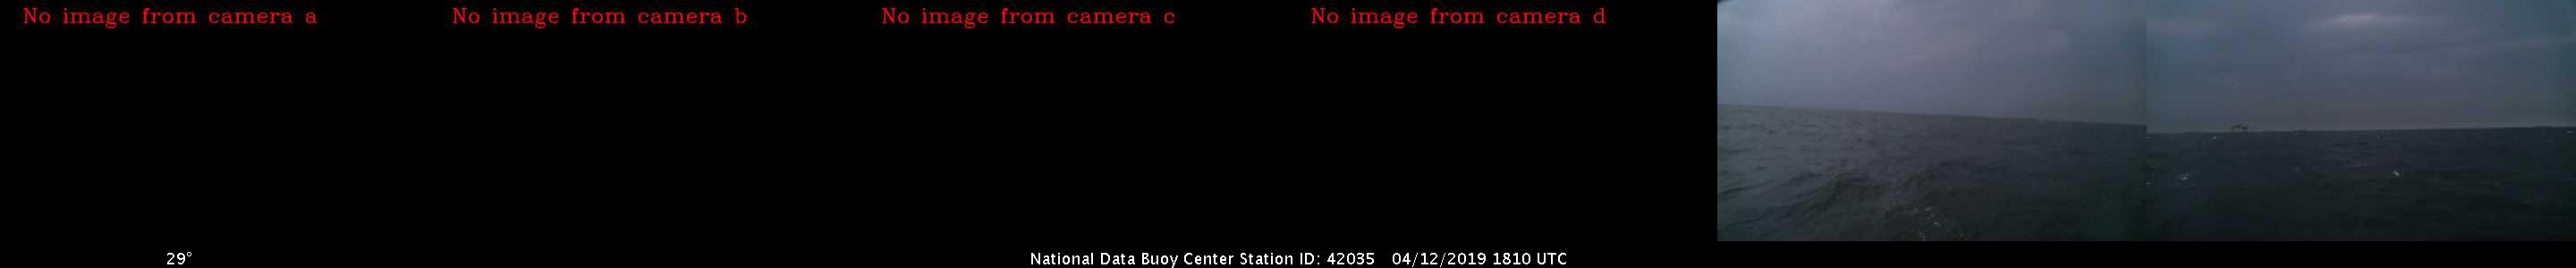 No image from camera a
No image from camera b
No image from camera c
No image from camera d
29°
National Data Buoy Center Station ID: 42035 04/12/2019 1810 UTC